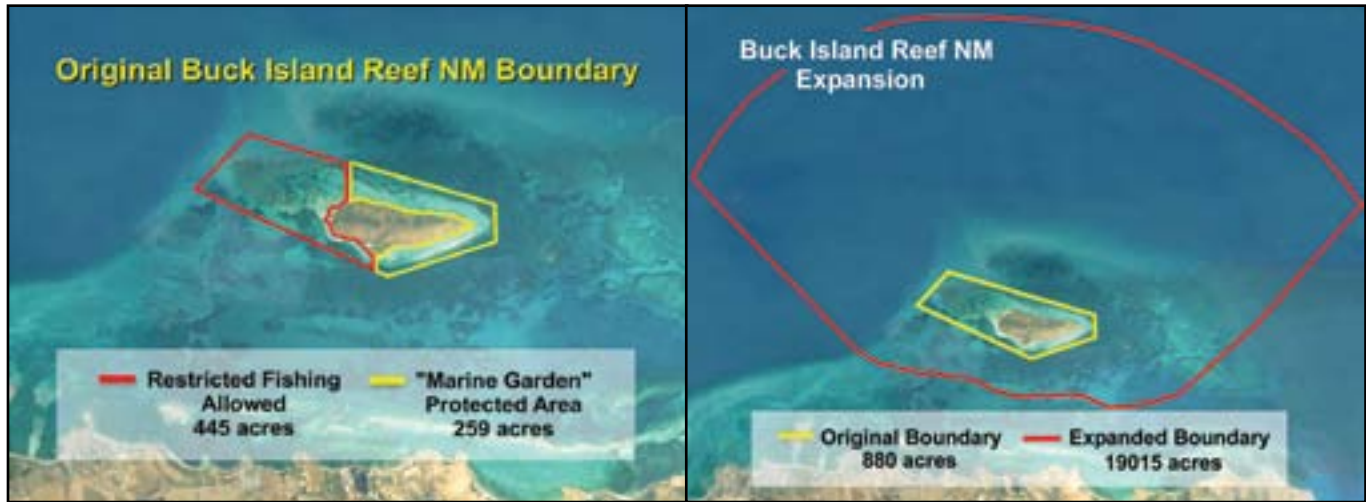 Original Buck Island Reef NM Boundary
Restricted Fishing
Allowed
445 acres
"Marine Garden"
Protected Area
259 acres
Buck Island Reef NM
Expansion
Original Boundary
880 acres
Expanded Boundary
19015 acres